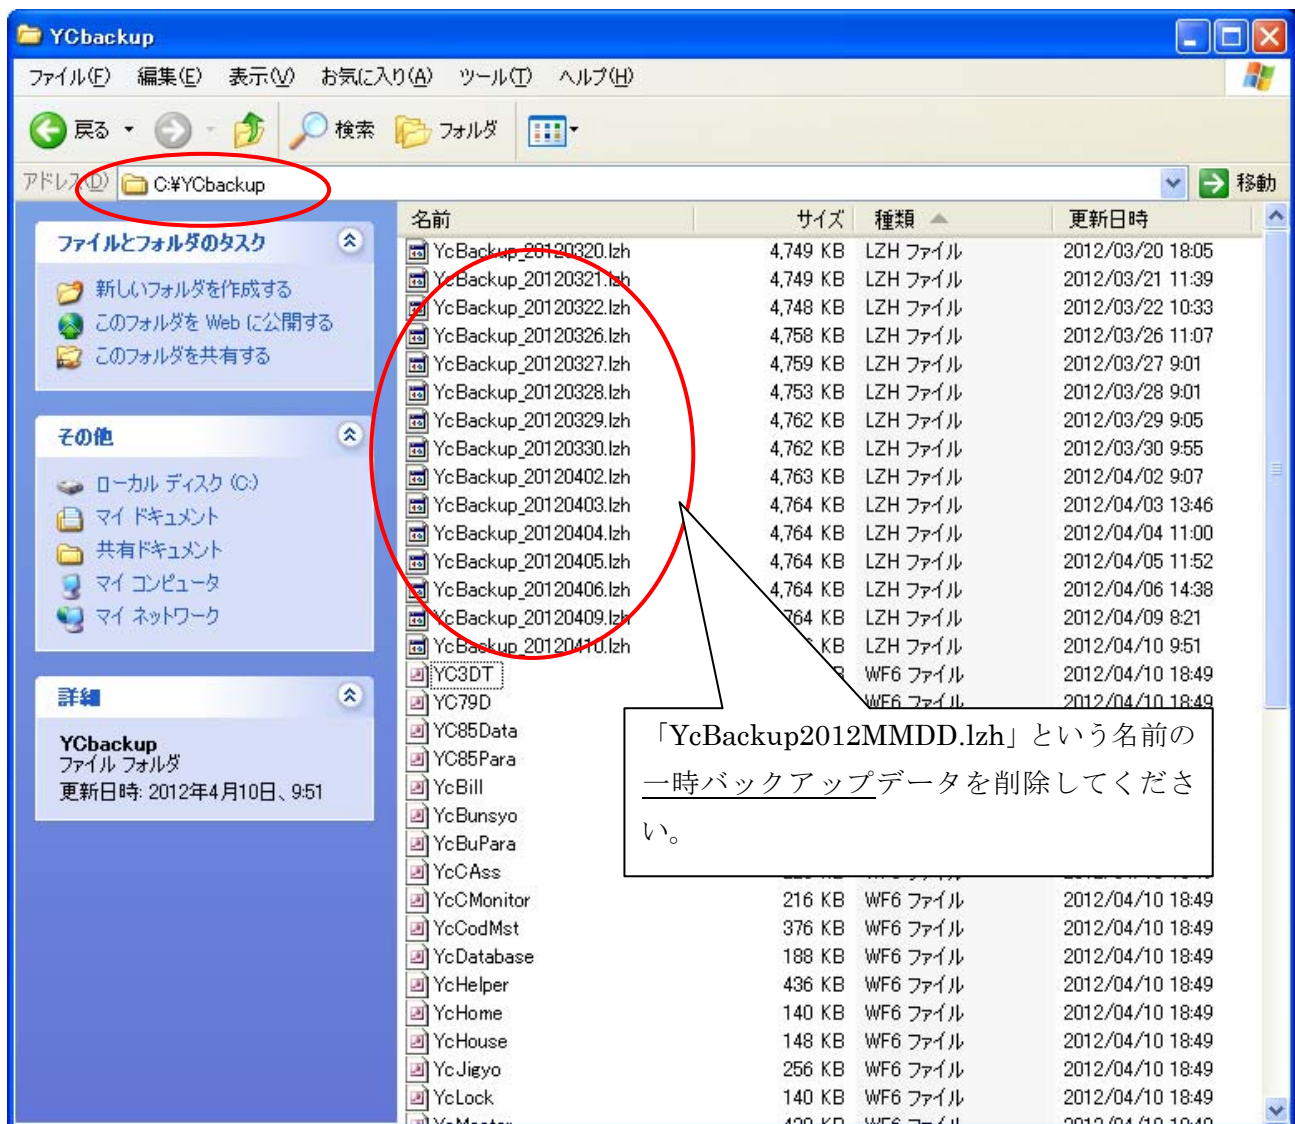 YCbackup
ファイル(F) 編集(E) 表示(V) お気に入り(A) ツール(T) ヘルプ(H)
戻る 検索 フォルダ
アドレス(D) C:¥YCbackup 移動
ファイルとフォルダのタスク
新しいフォルダを作成する
このフォルダを Web に公開する
このフォルダを共有する
その他
ローカル ディスク (C:)
マイ ドキュメント
共有ドキュメント
マイ コンピュータ
マイ ネットワーク
詳細
YCbackup
ファイル フォルダ
更新日時: 2012年4月10日、9:51
名前 サイズ 種類 更新日時
YcBackup_20120320.lzh 4,749 KB LZH ファイル 2012/03/20 18:05
YcBackup_20120321.lzh 4,749 KB LZH ファイル 2012/03/21 11:39
YcBackup_20120322.lzh 4,748 KB LZH ファイル 2012/03/22 10:33
YcBackup_20120326.lzh 4,758 KB LZH ファイル 2012/03/26 11:07
YcBackup_20120327.lzh 4,759 KB LZH ファイル 2012/03/27 9:01
YcBackup_20120328.lzh 4,753 KB LZH ファイル 2012/03/28 9:01
YcBackup_20120329.lzh 4,762 KB LZH ファイル 2012/03/29 9:05
YcBackup_20120330.lzh 4,762 KB LZH ファイル 2012/03/30 9:55
YcBackup_20120402.lzh 4,763 KB LZH ファイル 2012/04/02 9:07
YcBackup_20120403.lzh 4,764 KB LZH ファイル 2012/04/03 13:46
YcBackup_20120404.lzh 4,764 KB LZH ファイル 2012/04/04 11:00
YcBackup_20120405.lzh 4,764 KB LZH ファイル 2012/04/05 11:52
YcBackup_20120406.lzh 4,764 KB LZH ファイル 2012/04/06 14:38
YcBackup_20120409.lzh 764 KB LZH ファイル 2012/04/09 8:21
YcBackup_20120410.lzh KB LZH ファイル 2012/04/10 9:51
YC3DT WF6 ファイル 2012/04/10 18:49
YC79D WF6 ファイル 2012/04/10 18:49
YC85Data
YC85Para
YcBill
YcBunsyo
YcBuPara
YcCAss
YcCMonitor 216 KB WF6 ファイル 2012/04/10 18:49
YcCodMst 376 KB WF6 ファイル 2012/04/10 18:49
YcDatabase 188 KB WF6 ファイル 2012/04/10 18:49
YcHelper 436 KB WF6 ファイル 2012/04/10 18:49
YcHome 140 KB WF6 ファイル 2012/04/10 18:49
YcHouse 148 KB WF6 ファイル 2012/04/10 18:49
YcJigyo 256 KB WF6 ファイル 2012/04/10 18:49
YcLock 140 KB WF6 ファイル 2012/04/10 18:49
「YcBackup2012MMDD.lzh」という名前の
一時バックアップデータを削除してくださ
い。